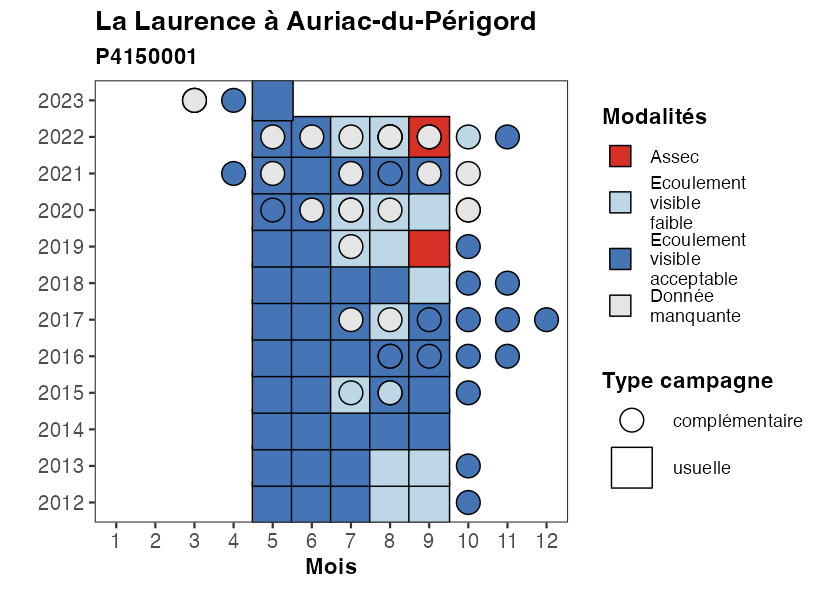 La Laurence à Auriac-du-Périgord
P4150001
2023
2022
2021
2020
2019
2018
2017
2016
2015
2014
2013
2012
1 2 3 4 5 6 7 8 9 10 11 12
Mois
Modalités
Assec
Ecoulement
visible
faible
Ecoulement
visible
acceptable
Donnée
manquante
Type campagne
complémentaire
usuelle